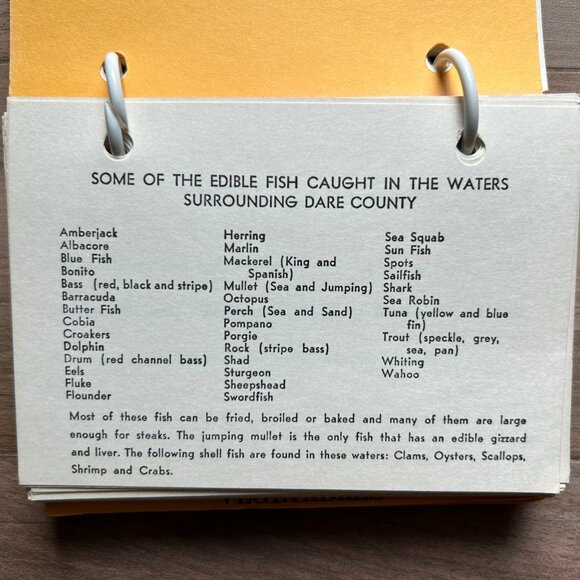 SOME OF THE EDIBLE FISH CAUGHT IN THE WATERS
SURROUNDING DARE COUNTY
Amberjack
Albacore
Blue Fish
Bonito
Bass (red, black and stripe)
Barracuda
Butter Fish
Cobia
Croakers
Dolphin
Drum (red channel bass)
Eels
Fluke
Flounder
Herring
Marlin
Mackerel (King and
Spanish)
Mullet (Sea and Jumping)
Octopus
Perch (Sea and Sand)
Pompano
Porgie
Rock (stripe bass)
Shad
Sturgeon
Sheepshead
Swordfish
Sea Squab
Sun Fish
Spots
Sailfish
Shark
Sea Robin
Tuna (yellow and blue
fin)
Trout (speckle, grey,
sea, pan)
Whiting
Wahoo
Most of these fish can be fried, broiled or baked and many of them are large
enough for steaks. The jumping mullet is the only fish that has an edible gizzard
and liver. The following shell fish are found in these waters: Clams, Oysters, Scallops,
Shrimp and Crabs.